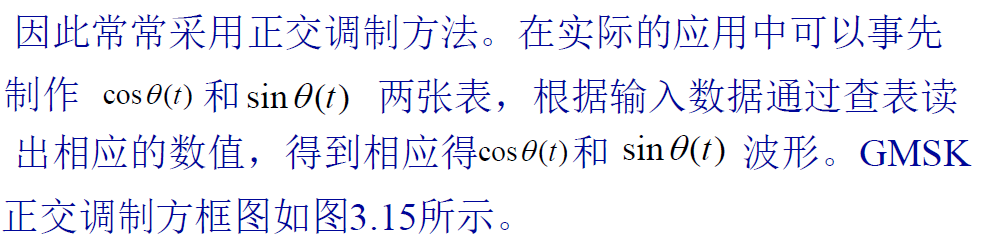 因此常常采用正交调制方法。在实际的应用中可以事先
制作 cosθ(t) 和 sinθ(t) 两张表，根据输入数据通过查表读
出相应的数值，得到相应得cosθ(t)和 sinθ(t) 波形。GMSK
正交调制方框图如图3.15所示。